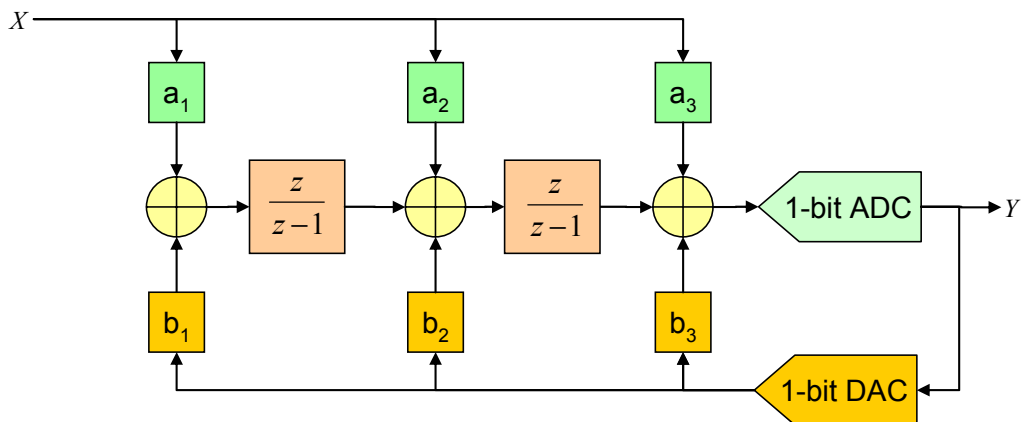 X
a₁ a₂ a₃
z
z−1
z
z−1
1-bit ADC
Y
b₁ b₂ b₃
1-bit DAC